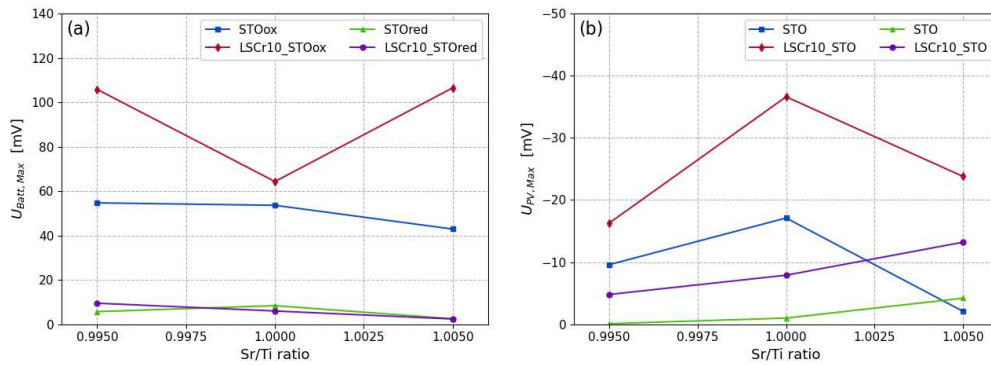 (a)
STOox
LSCr10_STOox
STOred
LSCr10_STOred
140
120
100
80
60
40
20
0
U_Batt,Max [mV]
0.9950 0.9975 1.0000 1.0025 1.0050
Sr/Ti ratio
(b)
STO
LSCr10_STO
STO
LSCr10_STO
−50
−40
−30
−20
−10
0
U_PV,Max [mV]
0.9950 0.9975 1.0000 1.0025 1.0050
Sr/Ti ratio